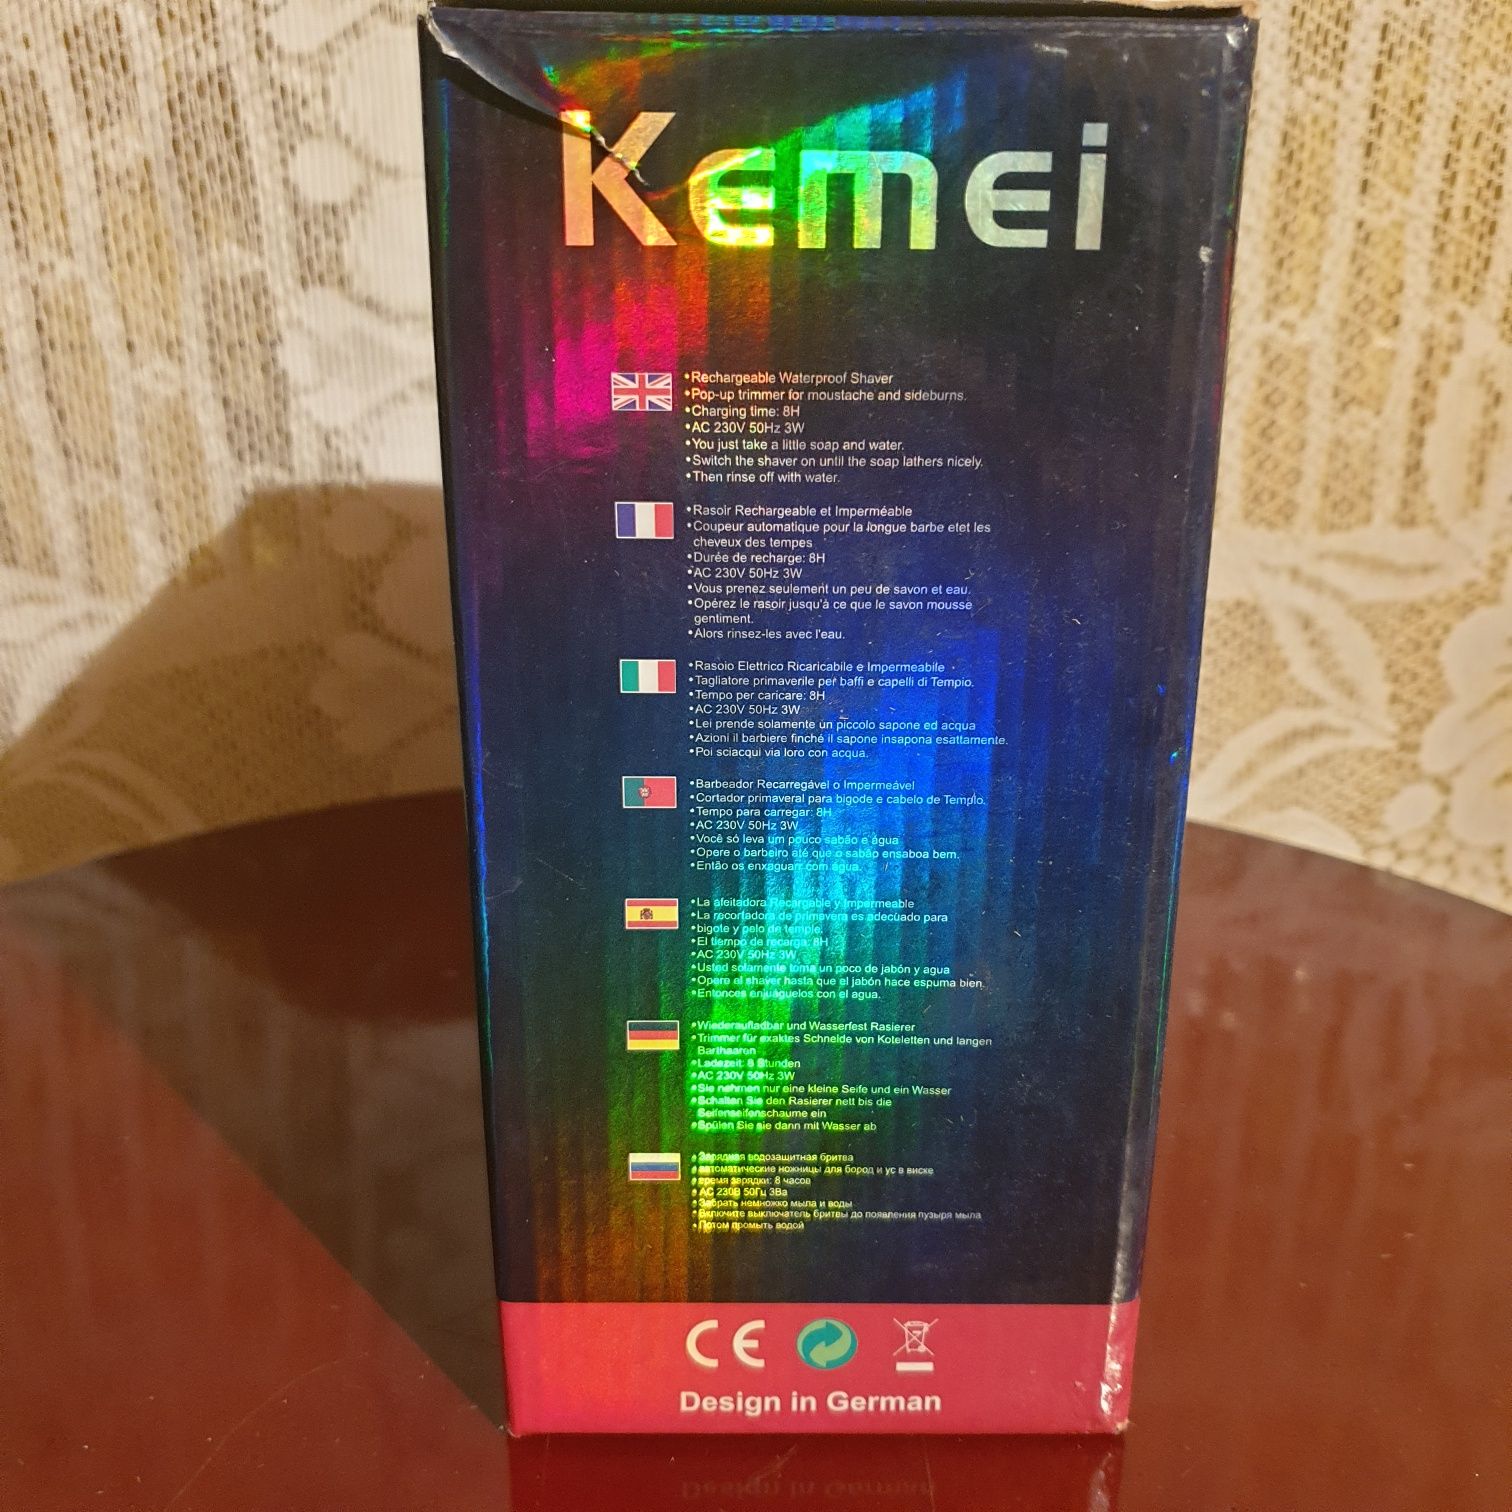 Kemei
•Rechargeable Waterproof Shaver
•Pop-up trimmer for moustache and sideburns.
•Charging time: 8H
•AC 230V 50Hz 3W
•You just take a little soap and water.
•Switch the shaver on until the soap lathers nicely.
•Then rinse off with water.
•Rasoir Rechargeable et Imperméable
•Coupeur automatique pour la longue barbe etet les
cheveux des tempes
•Durée de recharge: 8H
•AC 230V 50Hz 3W
•Vous prenez seulement un peu de savon et eau.
•Opérez le rasoir jusqu'à ce que le savon mousse
gentiment.
•Alors rinsez-les avec l'eau.
•Rasoio Elettrico Ricaricabile e Impermeabile
•Tagliatore primaverile per baffi e capelli di Tempio.
•Tempo per caricare: 8H
•AC 230V 50Hz 3W
•Lei prende solamente un piccolo sapone ed acqua
•Azioni il barbiere finché il sapone insapona esattamente.
•Poi sciacqui via loro con acqua.
•Barbeador Recarregável o Impermeável
•Cortador primaveral para bigode e cabelo de Templo.
•Tempo para carregar: 8H
•AC 230V 50Hz 3W
•Você só leva um pouco sabão e água
•Opere o barbeiro até que o sabão ensaboa bem.
•Então os enxaguam com água.
•La afeitadora Recargable y Impermeable
•La recortadora de primavera es adecuado para
•bigote y pelo de temple.
•El tiempo de recarga: 8H
•AC 230V 50Hz 3W
•Usted solamente toma un poco de jabón y agua
•Opere el shaver hasta que el jabón hace espuma bien.
•Entonces enjuáguelos con el agua.
•Wiederaufladbar und Wasserfest Rasierer
•Trimmer für exaktes Schneide von Koteletten und langen
Barthaaren
•Ladezeit: 8 Stunden
•AC 230V 50Hz 3W
•Sie nehmen nur eine kleine Seife und ein Wasser
•Schalten Sie den Rasierer nett bis die
Seifenseifenschaume ein
•Spülen Sie sie dann mit Wasser ab
•Зарядная водозащитная бритва
•автоматические ножницы для бород и ус в виске
•время зарядки: 8 часов
•АС 230В 50Гц 3Ва
•Забрать немножко мыла и воды
•Включите выключатель бритвы до появления пузыря мыла
•Потом промыть водой
CE
Design in German